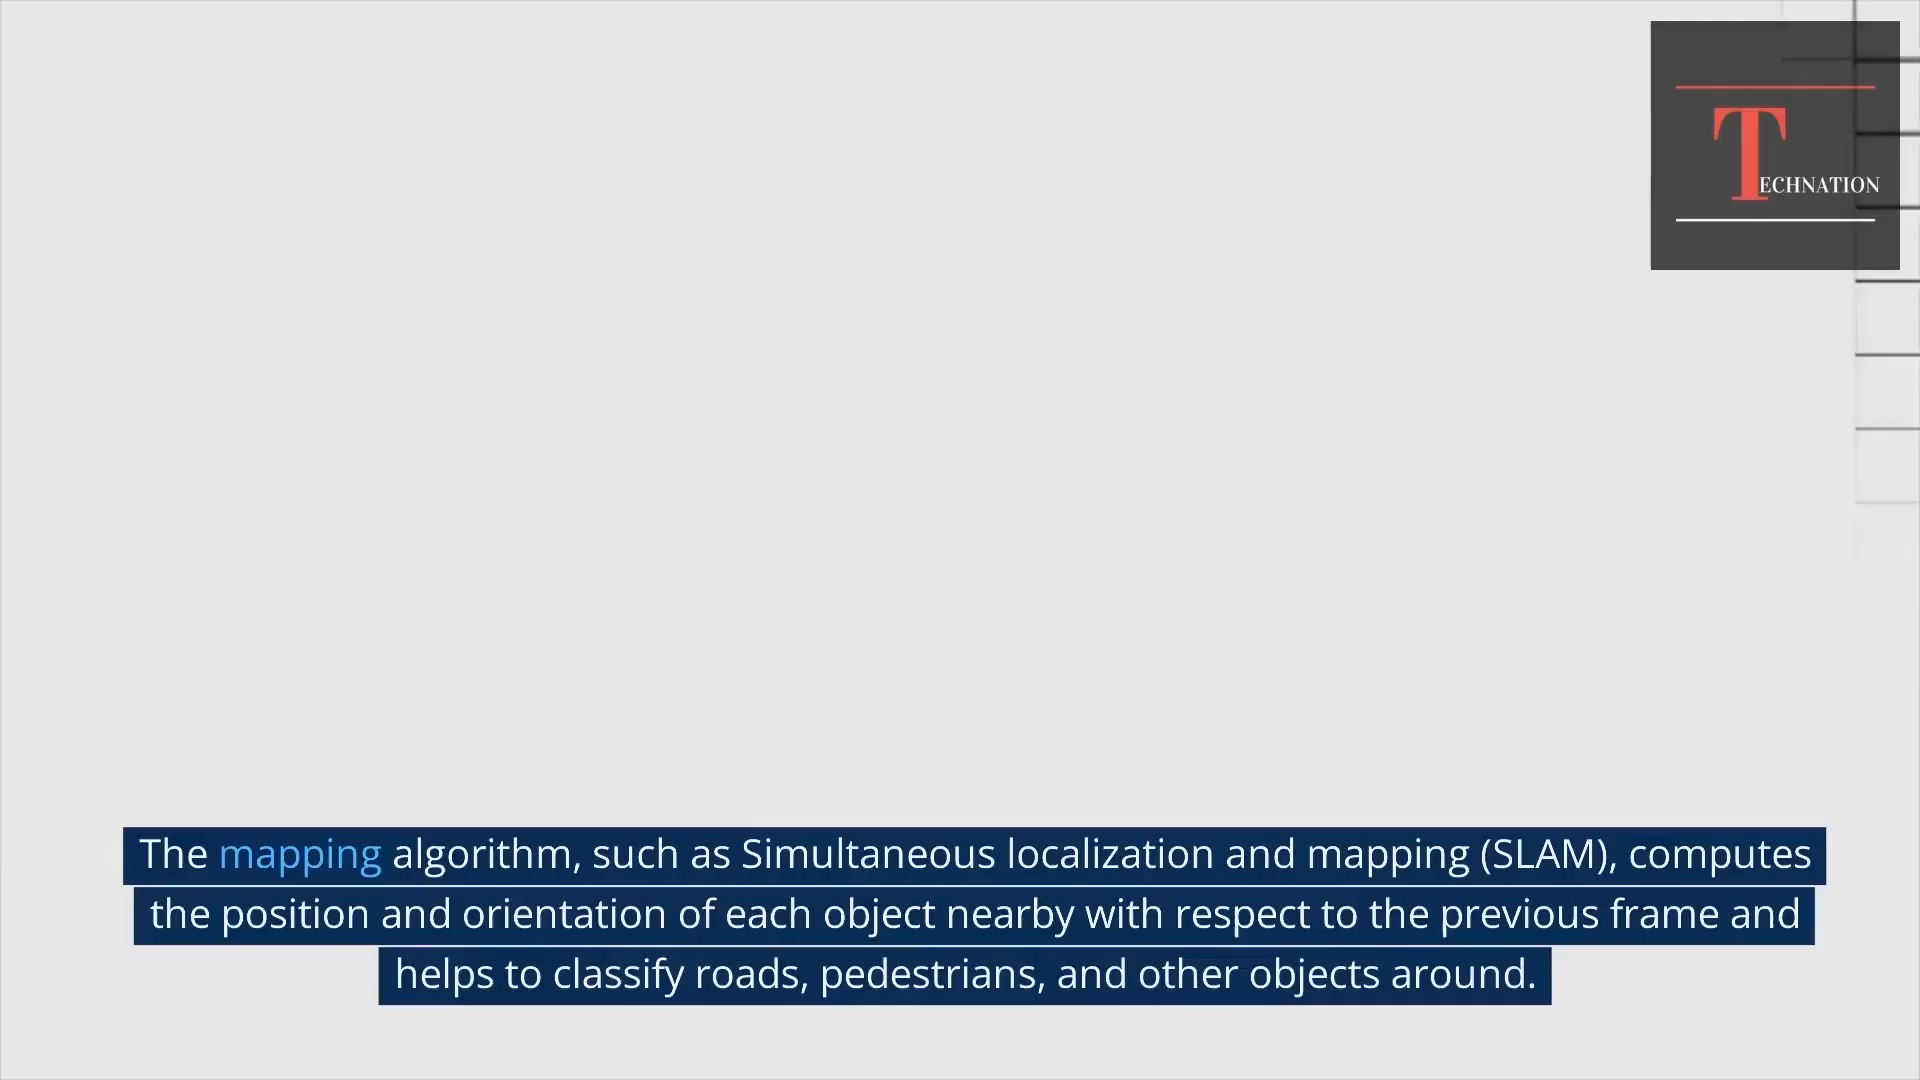 TECHNATION
The mapping algorithm, such as Simultaneous localization and mapping (SLAM), computes
the position and orientation of each object nearby with respect to the previous frame and
helps to classify roads, pedestrians, and other objects around.